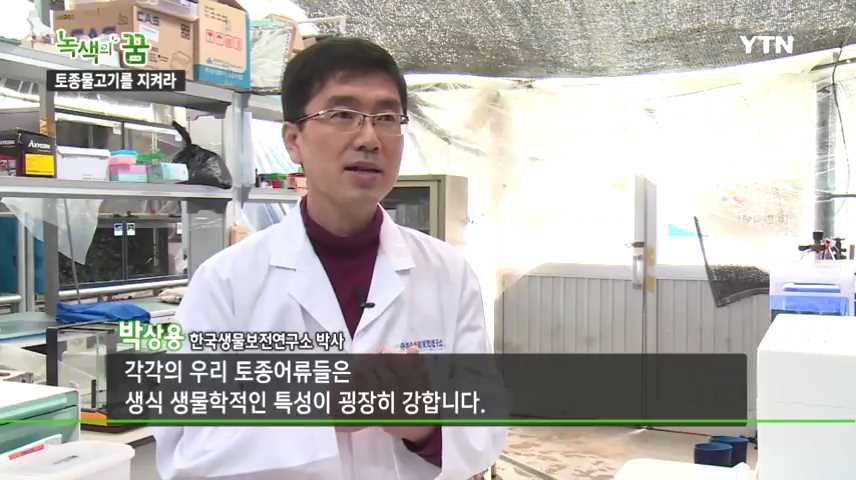 녹색의 꿈
YTN
토종물고기를 지켜라
CAS
박상용 한국생물보전연구소 박사
각각의 우리 토종어류들은
생식 생물학적인 특성이 굉장히 강합니다.